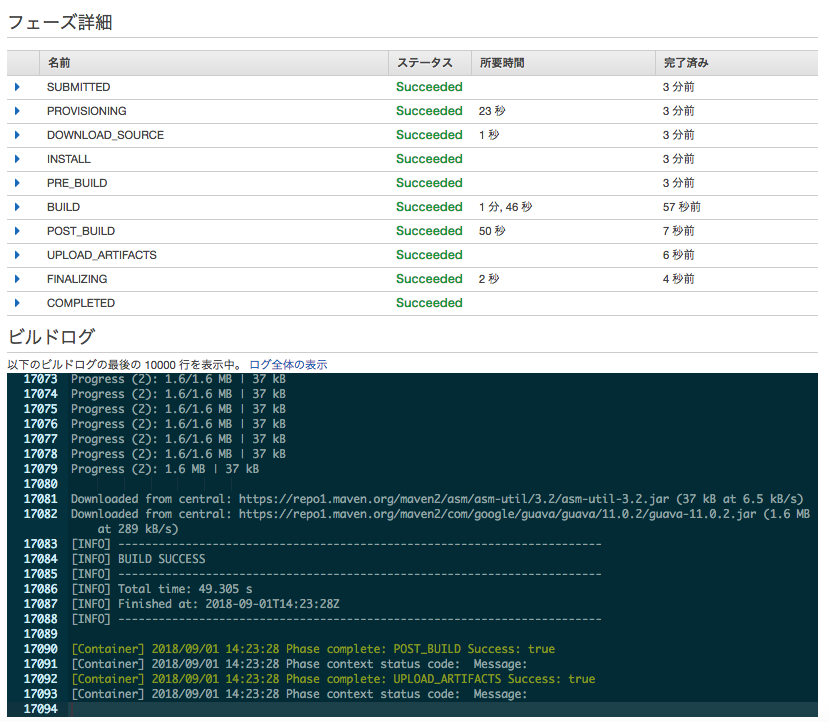 フェーズ詳細
名前 ステータス 所要時間 完了済み
SUBMITTED Succeeded 3 分前
PROVISIONING Succeeded 23 秒 3 分前
DOWNLOAD_SOURCE Succeeded 1 秒 3 分前
INSTALL Succeeded 3 分前
PRE_BUILD Succeeded 3 分前
BUILD Succeeded 1 分, 46 秒 57 秒前
POST_BUILD Succeeded 50 秒 7 秒前
UPLOAD_ARTIFACTS Succeeded 6 秒前
FINALIZING Succeeded 2 秒 4 秒前
COMPLETED Succeeded
ビルドログ
以下のビルドログの最後の 10000 行を表示中。 ログ全体の表示
17073 Progress (2): 1.6/1.6 MB | 37 kB
17074 Progress (2): 1.6/1.6 MB | 37 kB
17075 Progress (2): 1.6/1.6 MB | 37 kB
17076 Progress (2): 1.6/1.6 MB | 37 kB
17077 Progress (2): 1.6/1.6 MB | 37 kB
17078 Progress (2): 1.6/1.6 MB | 37 kB
17079 Progress (2): 1.6 MB | 37 kB
17080
17081 Downloaded from central: https://repo1.maven.org/maven2/asm/asm-util/3.2/asm-util-3.2.jar (37 kB at 6.5 kB/s)
17082 Downloaded from central: https://repo1.maven.org/maven2/com/google/guava/guava/11.0.2/guava-11.0.2.jar (1.6 MB
at 289 kB/s)
17083 [INFO] ------------------------------------------------------------------------
17084 [INFO] BUILD SUCCESS
17085 [INFO] ------------------------------------------------------------------------
17086 [INFO] Total time: 49.305 s
17087 [INFO] Finished at: 2018-09-01T14:23:28Z
17088 [INFO] ------------------------------------------------------------------------
17089
17090 [Container] 2018/09/01 14:23:28 Phase complete: POST_BUILD Success: true
17091 [Container] 2018/09/01 14:23:28 Phase context status code:  Message:
17092 [Container] 2018/09/01 14:23:28 Phase complete: UPLOAD_ARTIFACTS Success: true
17093 [Container] 2018/09/01 14:23:28 Phase context status code:  Message:
17094